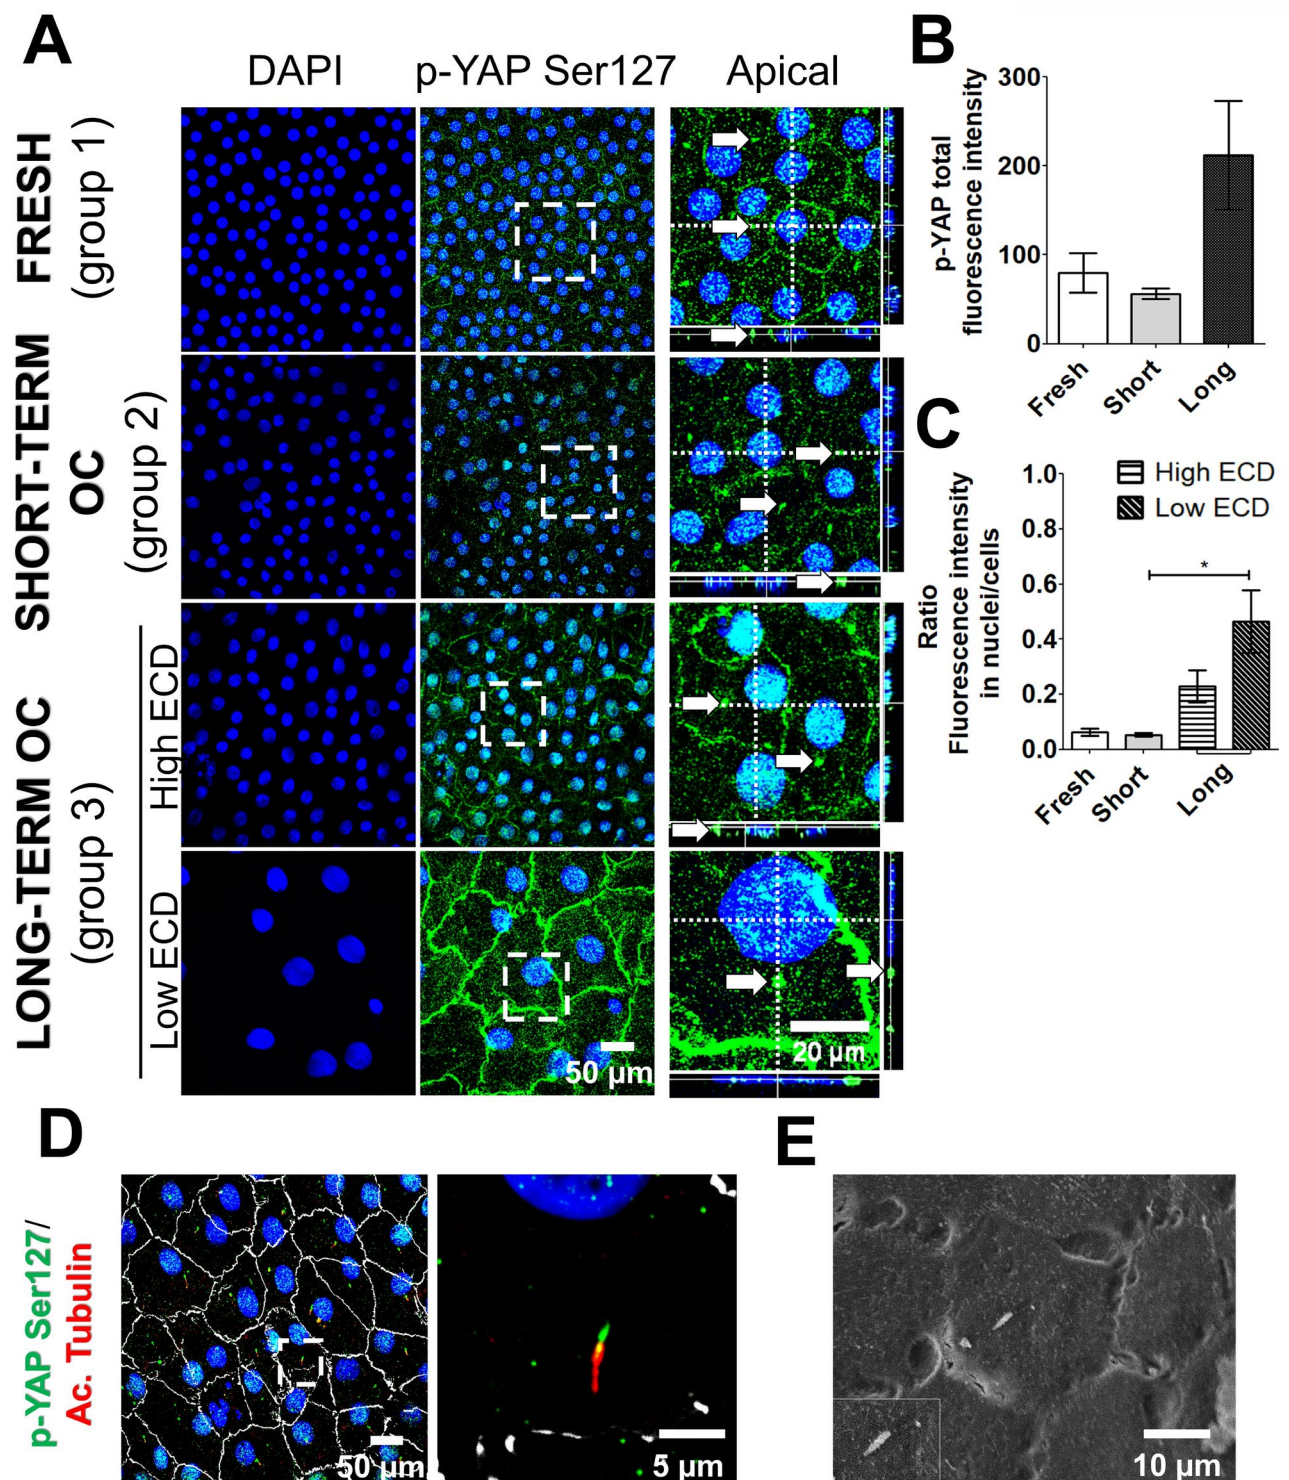 A
DAPI
p-YAP Ser127
Apical
FRESH
(group 1)
SHORT-TERM
OC
(group 2)
LONG-TERM OC
(group 3)
High ECD
Low ECD
50 µm
20 µm
B
p-YAP total
fluorescence intensity
300
200
100
0
Fresh
Short
Long
C
Ratio
Fluorescence intensity
in nuclei/cells
1.0
0.8
0.6
0.4
0.2
0.0
High ECD
Low ECD
*
Fresh
Short
Long
D
p-YAP Ser127/
Ac. Tubulin
50 µm
5 µm
E
10 µm